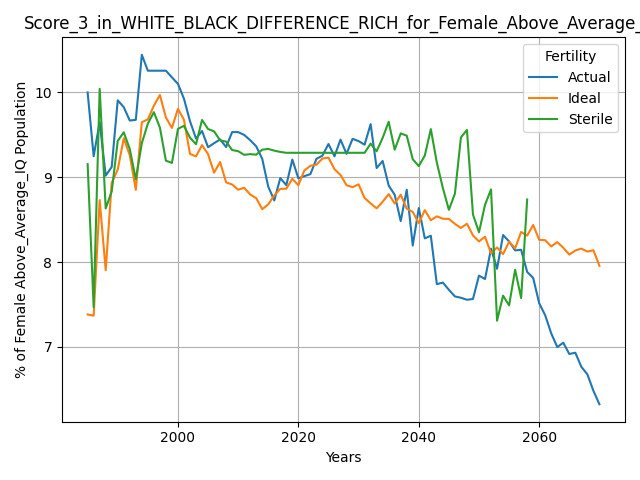 Score_3_in_WHITE_BLACK_DIFFERENCE_RICH_for_Female_Above_Average_
Fertility
Actual
Ideal
Sterile
% of Female Above_Average_IQ Population
10
9
8
7
2000
2020
2040
2060
Years